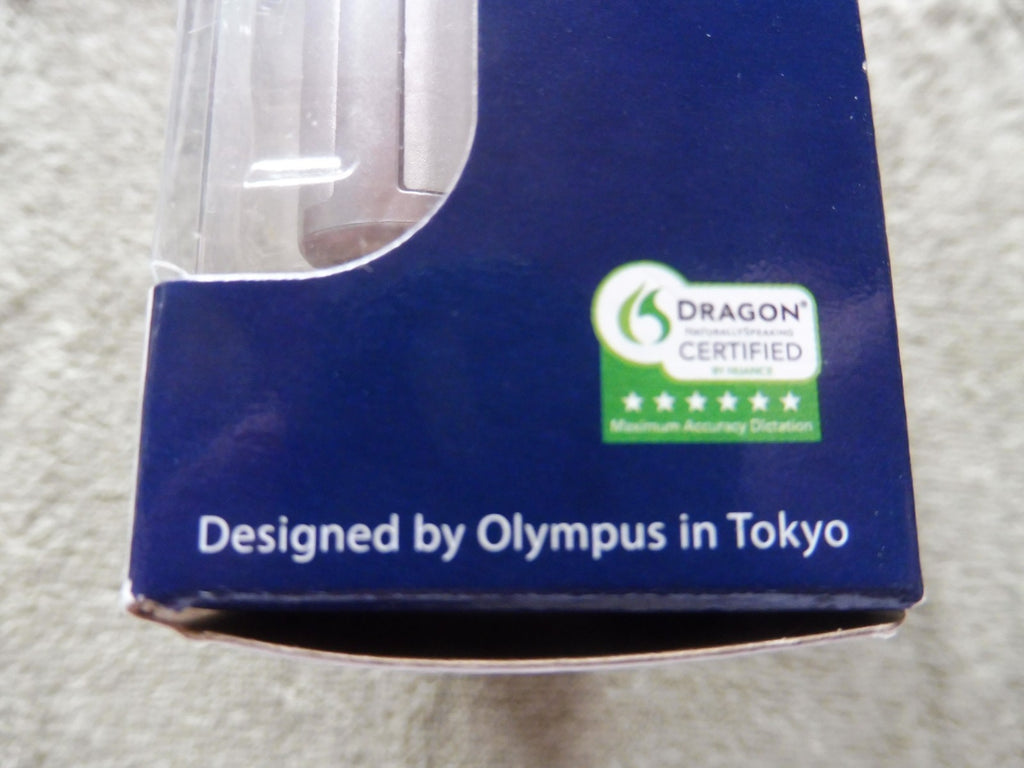 DRAGON®
NATURALLYSPEAKING
CERTIFIED
BY NUANCE
Maximum Accuracy Dictation
Designed by Olympus in Tokyo